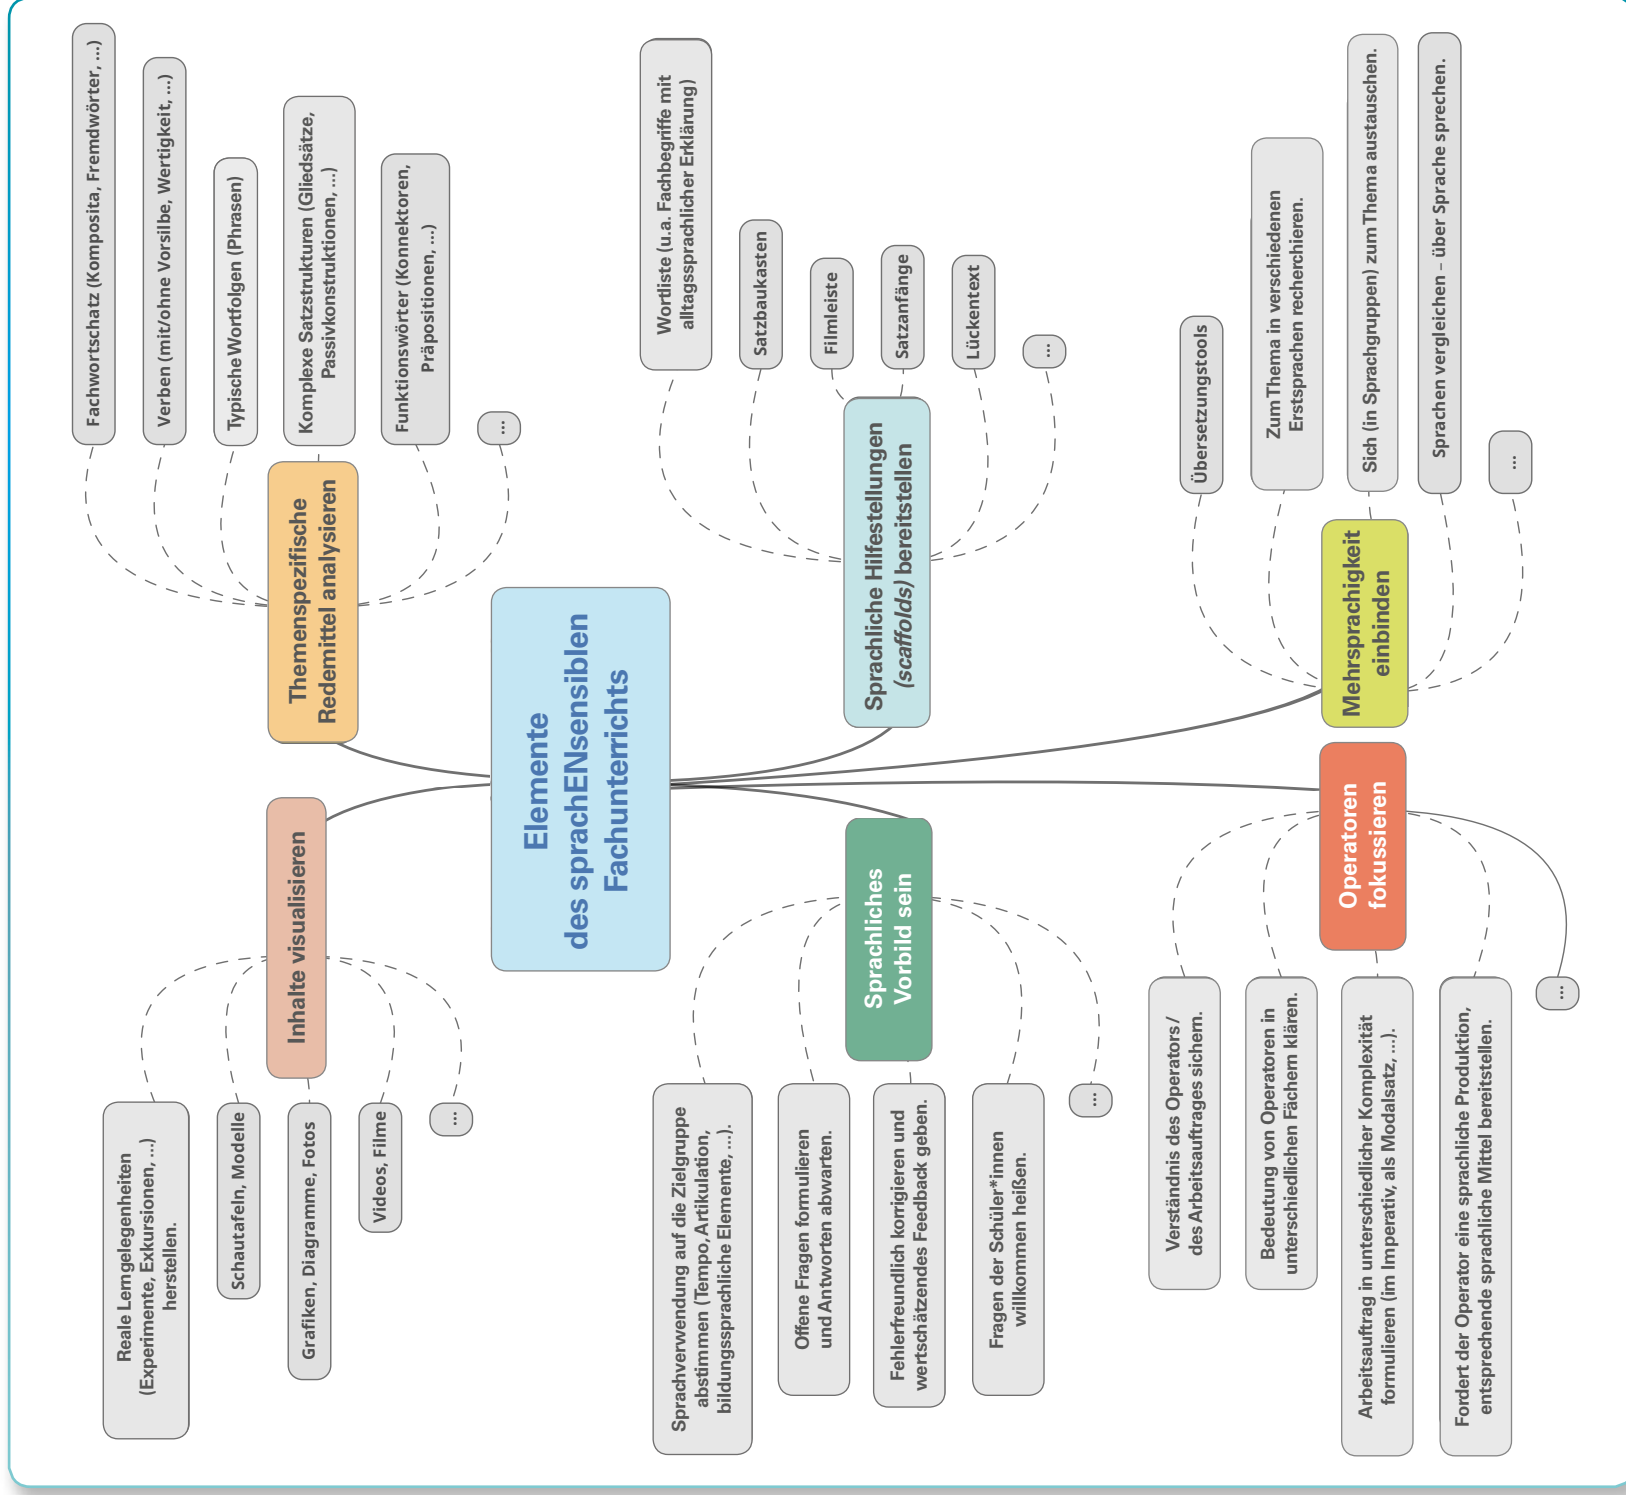 Elemente
des sprachENsensiblen
Fachunterrichts
Inhalte visualisieren
Reale Lerngelegenheiten
(Experimente, Exkursionen, ...)
herstellen.
Schautafeln, Modelle
Grafiken, Diagramme, Fotos
Videos, Filme
...
Themenspezifische
Redemittel analysieren
Fachwortschatz (Komposita, Fremdwörter, ...)
Verben (mit/ohne Vorsilbe, Wertigkeit, ...)
Typische Wortfolgen (Phrasen)
Komplexe Satzstrukturen (Gliedsätze,
Passivkonstruktionen, ...)
Funktionswörter (Konnektoren,
Präpositionen, ...)
...
Sprachliches
Vorbild sein
Sprachverwendung auf die Zielgruppe
abstimmen (Tempo, Artikulation,
bildungssprachliche Elemente, ...).
Offene Fragen formulieren
und Antworten abwarten.
Fehlerfreundlich korrigieren und
wertschätzendes Feedback geben.
Fragen der Schüler*innen
willkommen heißen.
...
Sprachliche Hilfestellungen
(scaffolds) bereitstellen
Wortliste (u.a. Fachbegriffe mit
alltagssprachlicher Erklärung)
Satzbaukasten
Filmleiste
Satzanfänge
Lückentext
...
Operatoren
fokussieren
Verständnis des Operators /
des Arbeitsauftrages sichern.
Bedeutung von Operatoren in
unterschiedlichen Fächern klären.
Arbeitsauftrag in unterschiedlicher Komplexität
formulieren (im Imperativ, als Modalsatz, ...).
Fordert der Operator eine sprachliche Produktion,
entsprechende sprachliche Mittel bereitstellen.
...
Mehrsprachigkeit
einbinden
Übersetzungstools
Zum Thema in verschiedenen
Erstsprachen recherchieren.
Sich (in Sprachgruppen) zum Thema austauschen.
Sprachen vergleichen – über Sprache sprechen.
...